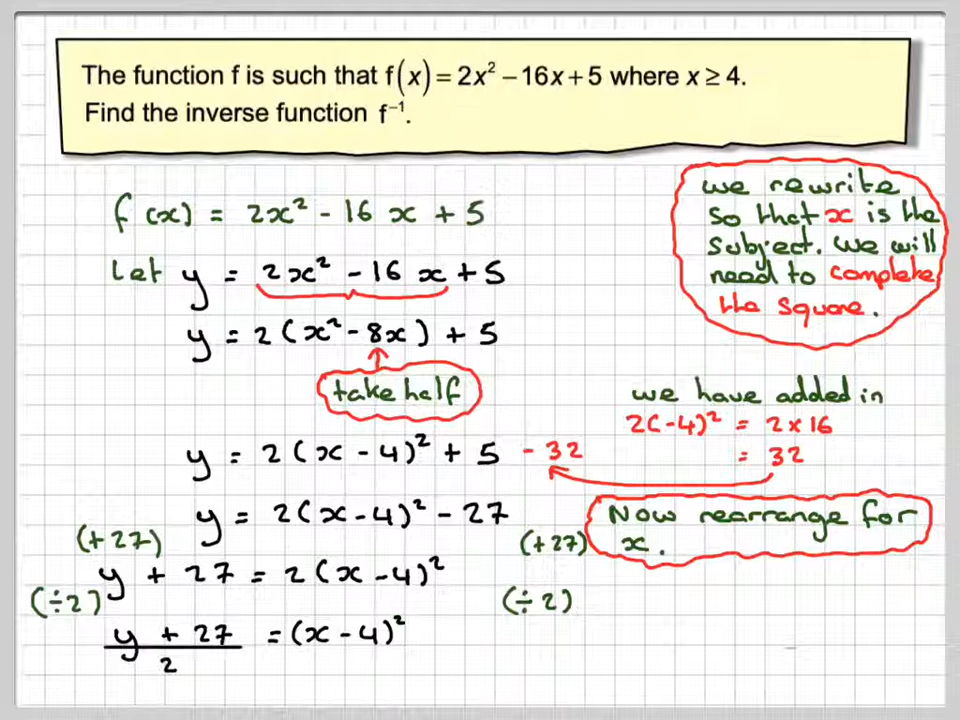 The function f is such that f(x) = 2x² − 16x + 5 where x ≥ 4.
Find the inverse function f⁻¹.
f(x) = 2x² - 16x + 5
Let y = 2x² - 16x + 5
y = 2(x² - 8x) + 5
take half
we rewrite
so that x is the
subject. we will
need to complete
the square.
y = 2(x - 4)² + 5 - 32
we have added in
2(-4)² = 2 × 16
= 32
y = 2(x - 4)² - 27
Now rearrange for
x.
(+27) (+27)
y + 27 = 2(x - 4)²
(÷2) (÷2)
y + 27 = (x - 4)²
2